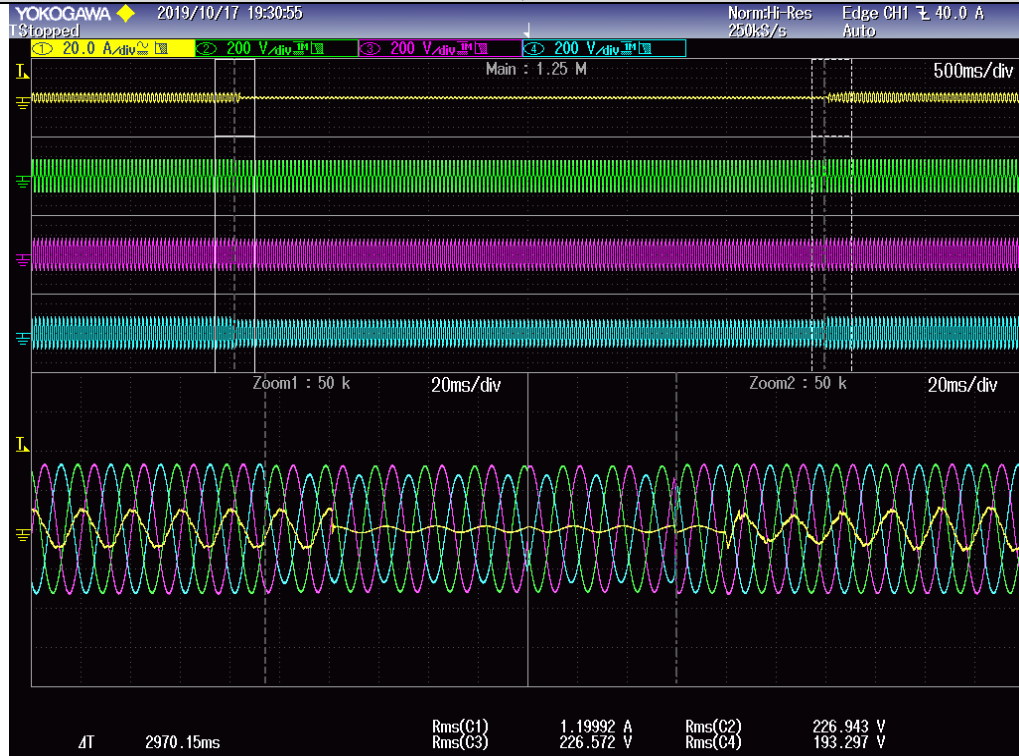 YOKOGAWA 2019/10/17 19:30:55 Norm:Hi-Res Edge CH1 40.0 A
Stopped 250kS/s Auto
1 20.0 A/div 2 200 V/div 1M 3 200 V/div 1M 4 200 V/div 1M
Main : 1.25 M 500ms/div
Zoom1 : 50 k 20ms/div Zoom2 : 50 k 20ms/div
Rms(C1) 1.19992 A Rms(C2) 226.943 V
ΔT 2970.15ms Rms(C3) 226.572 V Rms(C4) 193.297 V